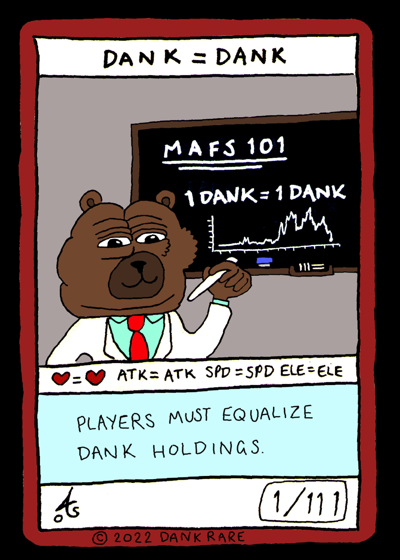 DANK = DANK
MAFS 101
1 DANK = 1 DANK
❤=❤ ATK=ATK SPD=SPD ELE=ELE
PLAYERS MUST EQUALIZE
DANK HOLDINGS.
1/111
© 2022 DANK RARE